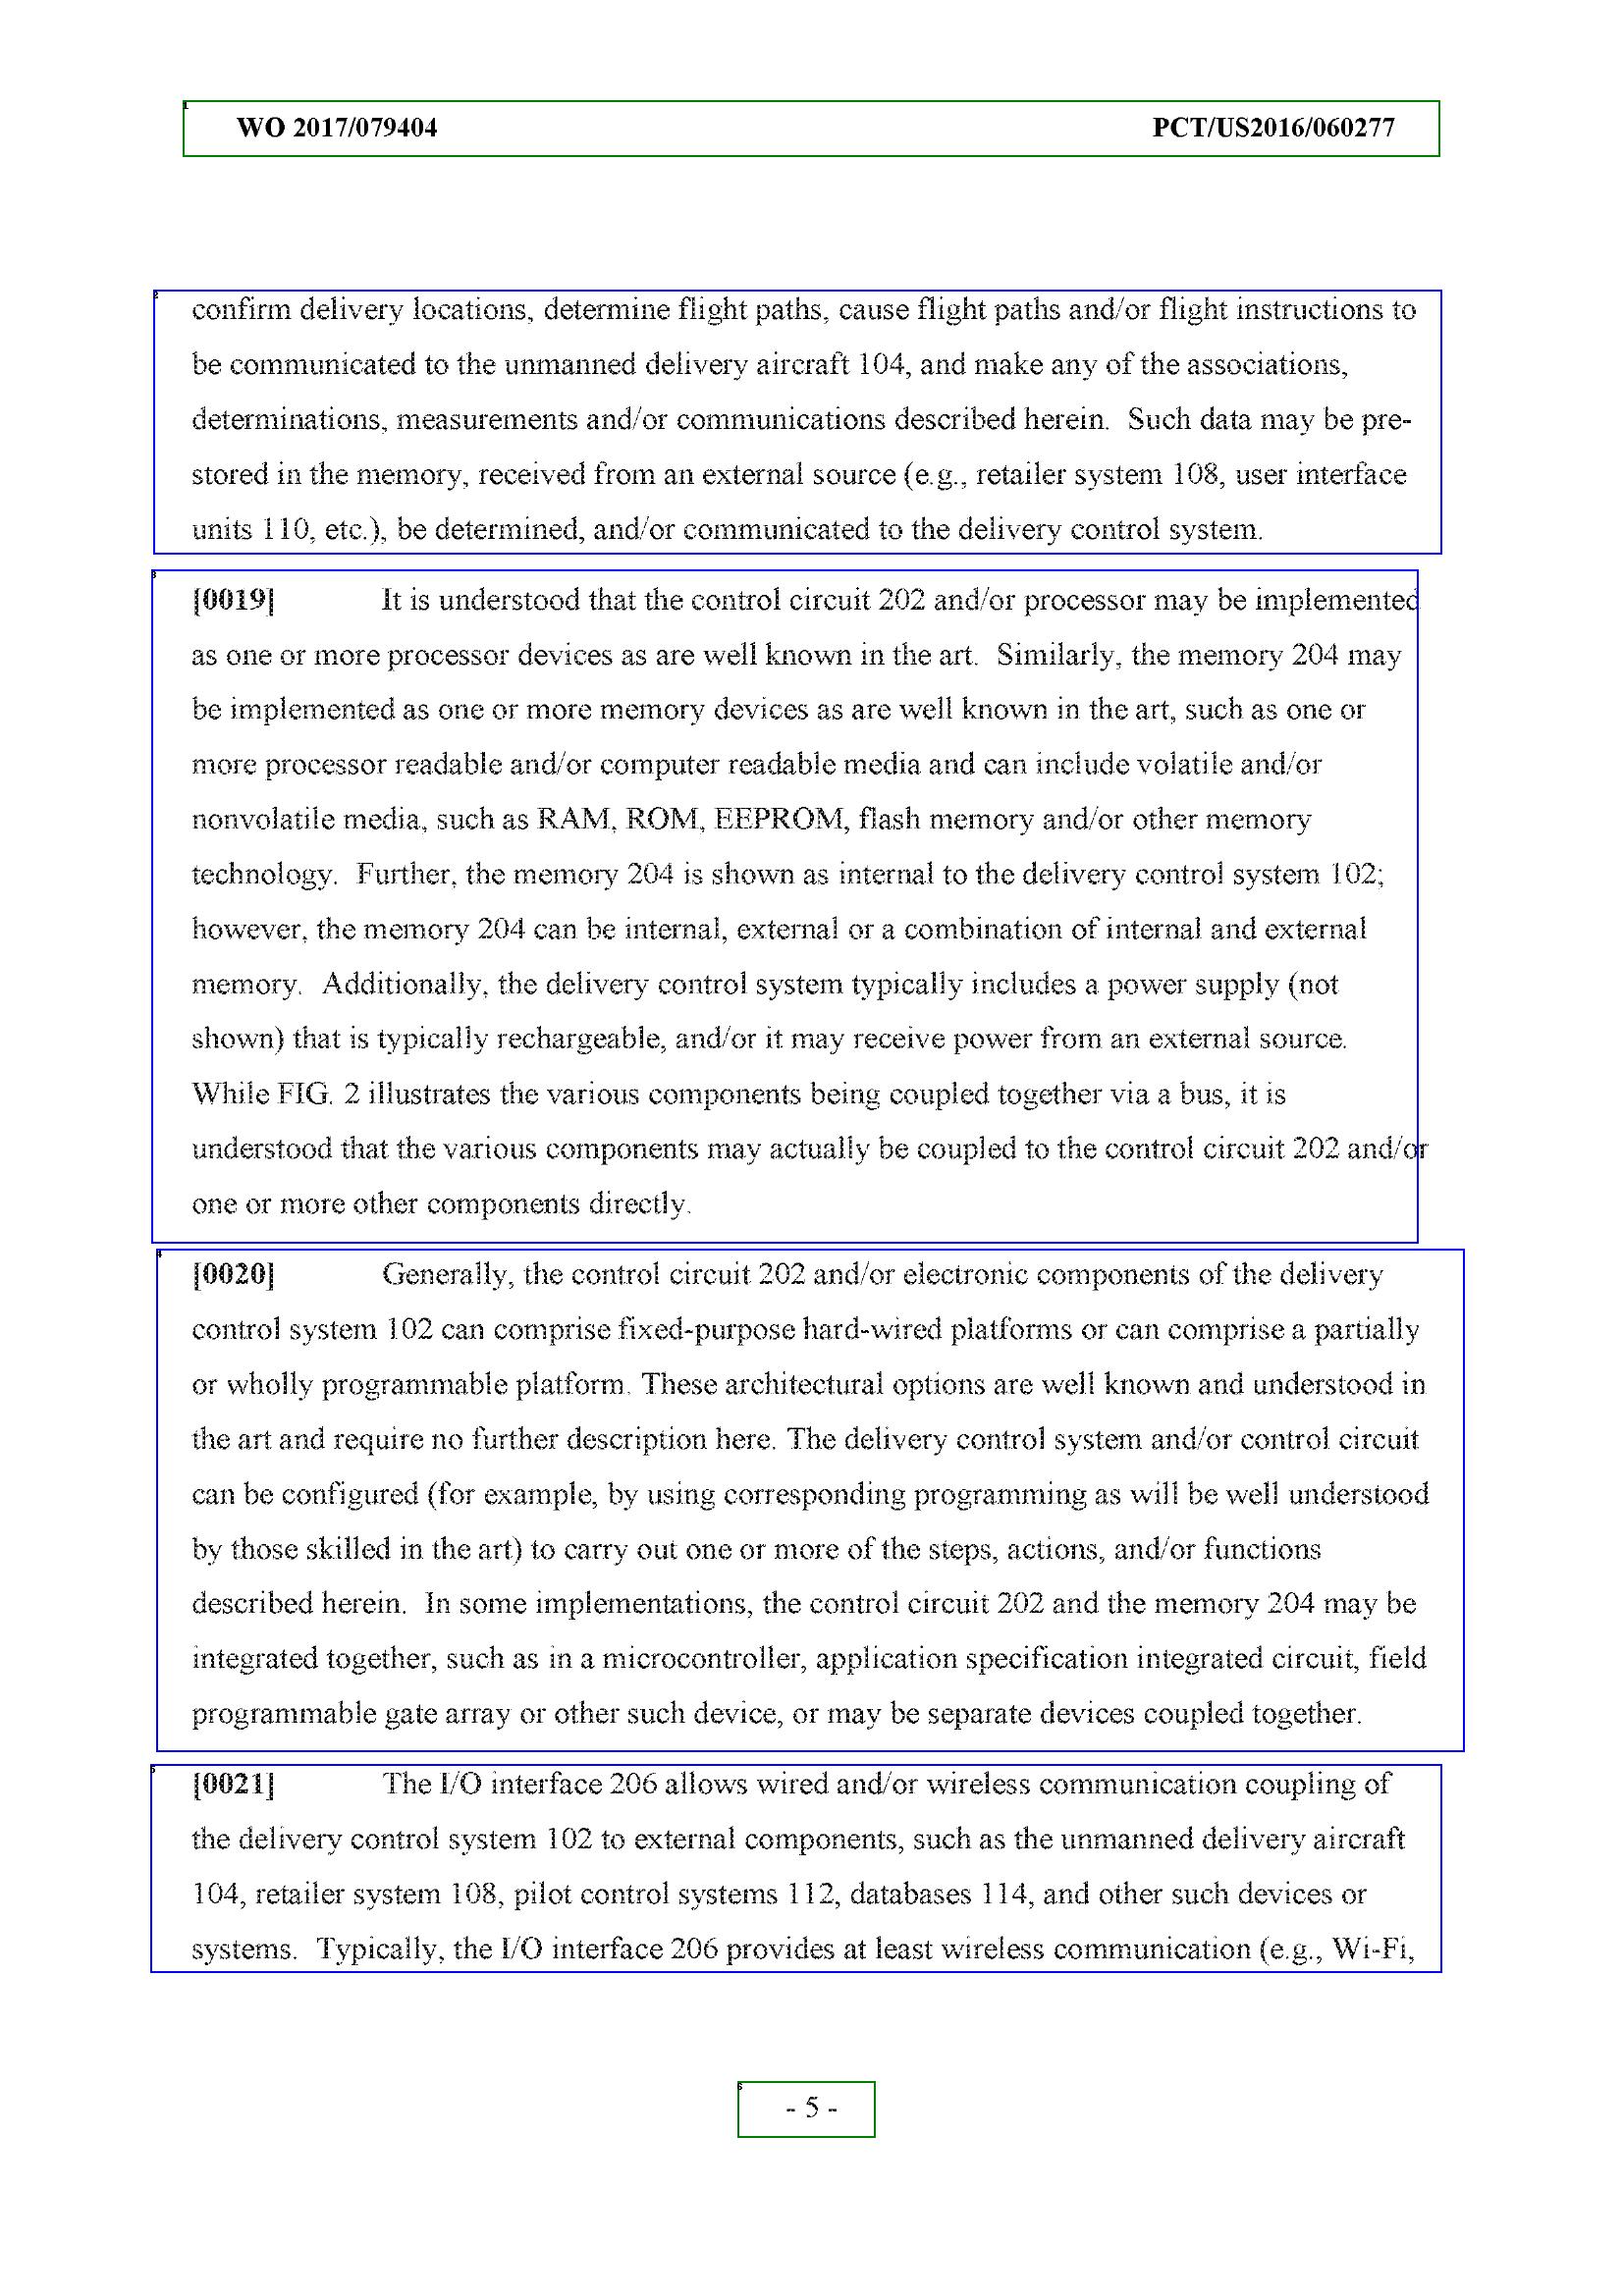 WO 2017/079404 PCT/US2016/060277
confirm delivery locations, determine flight paths, cause flight paths and/or flight instructions to
be communicated to the unmanned delivery aircraft 104, and make any of the associations,
determinations, measurements and/or communications described herein.  Such data may be pre-
stored in the memory, received from an external source (e.g., retailer system 108, user interface
units 110, etc.), be determined, and/or communicated to the delivery control system.
[0019] It is understood that the control circuit 202 and/or processor may be implemented
as one or more processor devices as are well known in the art.  Similarly, the memory 204 may
be implemented as one or more memory devices as are well known in the art, such as one or
more processor readable and/or computer readable media and can include volatile and/or
nonvolatile media, such as RAM, ROM, EEPROM, flash memory and/or other memory
technology.  Further, the memory 204 is shown as internal to the delivery control system 102;
however, the memory 204 can be internal, external or a combination of internal and external
memory.  Additionally, the delivery control system typically includes a power supply (not
shown) that is typically rechargeable, and/or it may receive power from an external source.
While FIG. 2 illustrates the various components being coupled together via a bus, it is
understood that the various components may actually be coupled to the control circuit 202 and/or
one or more other components directly.
[0020] Generally, the control circuit 202 and/or electronic components of the delivery
control system 102 can comprise fixed-purpose hard-wired platforms or can comprise a partially
or wholly programmable platform. These architectural options are well known and understood in
the art and require no further description here. The delivery control system and/or control circuit
can be configured (for example, by using corresponding programming as will be well understood
by those skilled in the art) to carry out one or more of the steps, actions, and/or functions
described herein.  In some implementations, the control circuit 202 and the memory 204 may be
integrated together, such as in a microcontroller, application specification integrated circuit, field
programmable gate array or other such device, or may be separate devices coupled together.
[0021] The I/O interface 206 allows wired and/or wireless communication coupling of
the delivery control system 102 to external components, such as the unmanned delivery aircraft
104, retailer system 108, pilot control systems 112, databases 114, and other such devices or
systems.  Typically, the I/O interface 206 provides at least wireless communication (e.g., Wi-Fi,
- 5 -